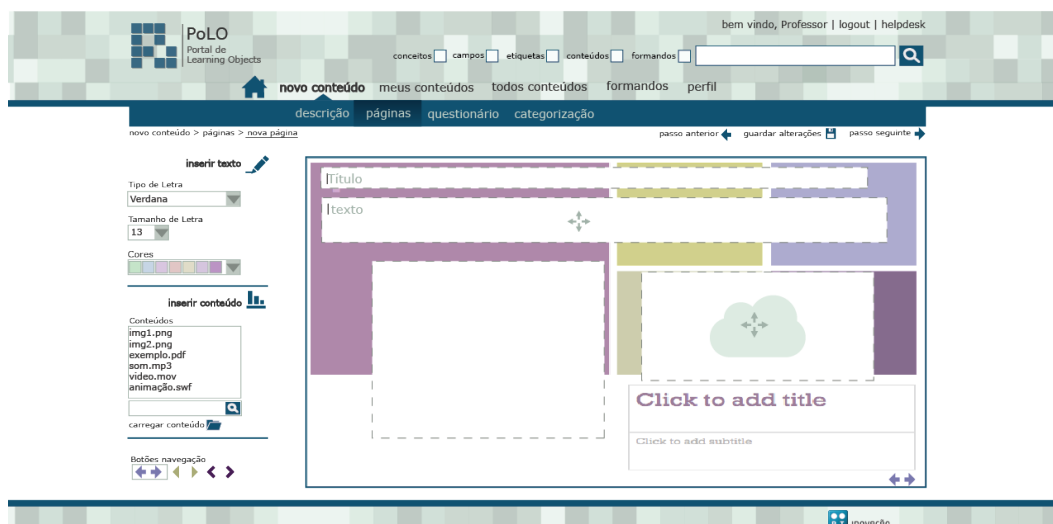 bem vindo, Professor | logout | helpdesk
PoLO
Portal de
Learning Objects
conceitos campos etiquetas conteúdos formandos
novo conteúdo meus conteúdos todos conteúdos formandos perfil
descrição páginas questionário categorização
novo conteúdo > páginas > nova página
passo anterior guardar alterações passo seguinte
inserir texto
Tipo de Letra
Verdana
Tamanho de Letra
13
Cores
inserir conteúdo
Conteúdos
img1.png
img2.png
exemplo.pdf
som.mp3
video.mov
animação.swf
carregar conteúdo
Botões navegação
Título
texto
Click to add title
Click to add subtitle
inovação